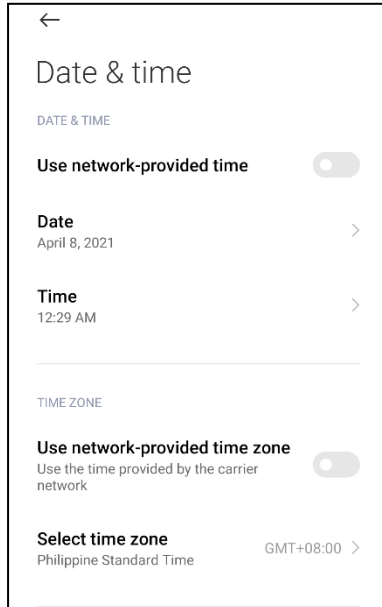 Date & time
DATE & TIME
Use network-provided time
Date
April 8, 2021
Time
12:29 AM
TIME ZONE
Use network-provided time zone
Use the time provided by the carrier
network
Select time zone
GMT+08:00
Philippine Standard Time